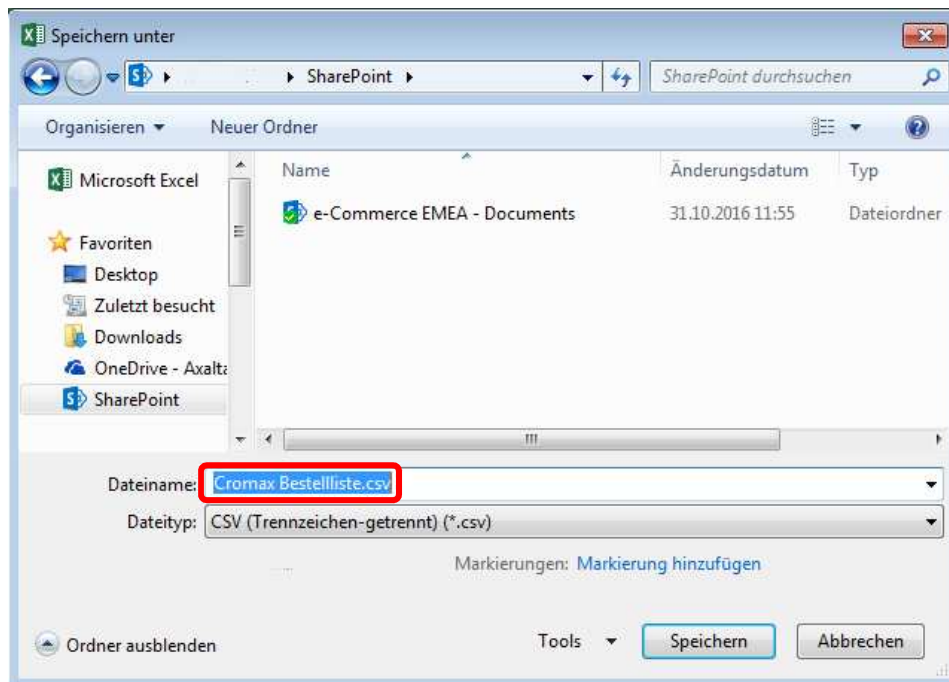 Speichern unter
SharePoint
SharePoint durchsuchen
Organisieren
Neuer Ordner
Name
Änderungsdatum
Typ
Microsoft Excel
e-Commerce EMEA - Documents
31.10.2016 11:55
Dateiordner
Favoriten
Desktop
Zuletzt besucht
Downloads
OneDrive - Axalta
SharePoint
Dateiname: Cromax Bestellliste.csv
Dateityp: CSV (Trennzeichen-getrennt) (*.csv)
Markierungen: Markierung hinzufügen
Ordner ausblenden
Tools
Speichern
Abbrechen